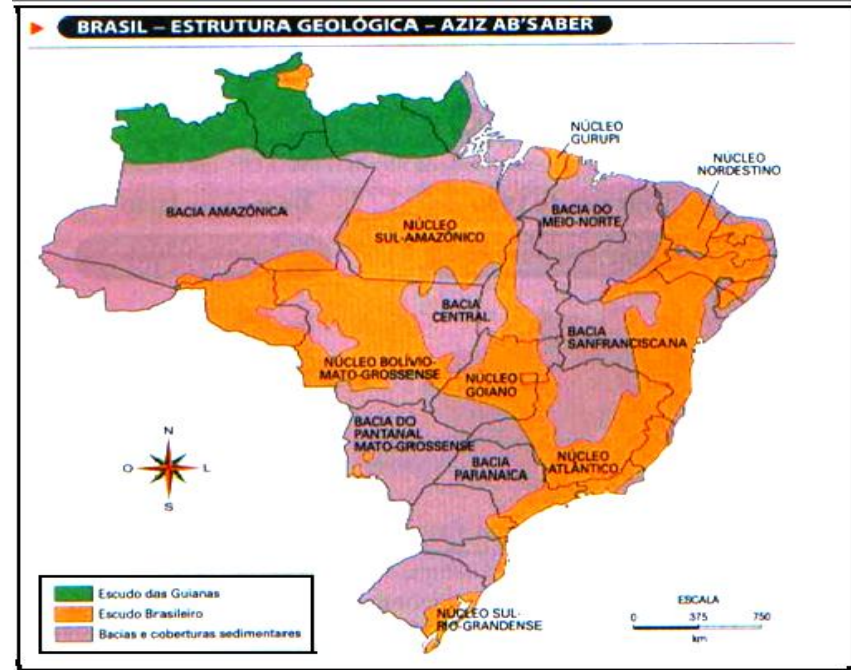 BRASIL – ESTRUTURA GEOLÓGICA – AZIZ AB'SABER
NÚCLEO
GURUPI
NÚCLEO
NORDESTINO
BACIA AMAZÔNICA
NÚCLEO
SUL-AMAZÔNICO
BACIA DO
MEIO-NORTE
BACIA
CENTRAL
BACIA
SANFRANCISCANA
NÚCLEO BOLÍVIO-
MATO-GROSSENSE
NÚCLEO
GOIANO
BACIA DO
PANTANAL
MATO-GROSSENSE
BACIA
PARANAICA
NÚCLEO
ATLÂNTICO
N
O
L
S
Escudo das Guianas
Escudo Brasileiro
Bacias e coberturas sedimentares
NÚCLEO SUL-
RIO-GRANDENSE
ESCALA
0 375 750
km